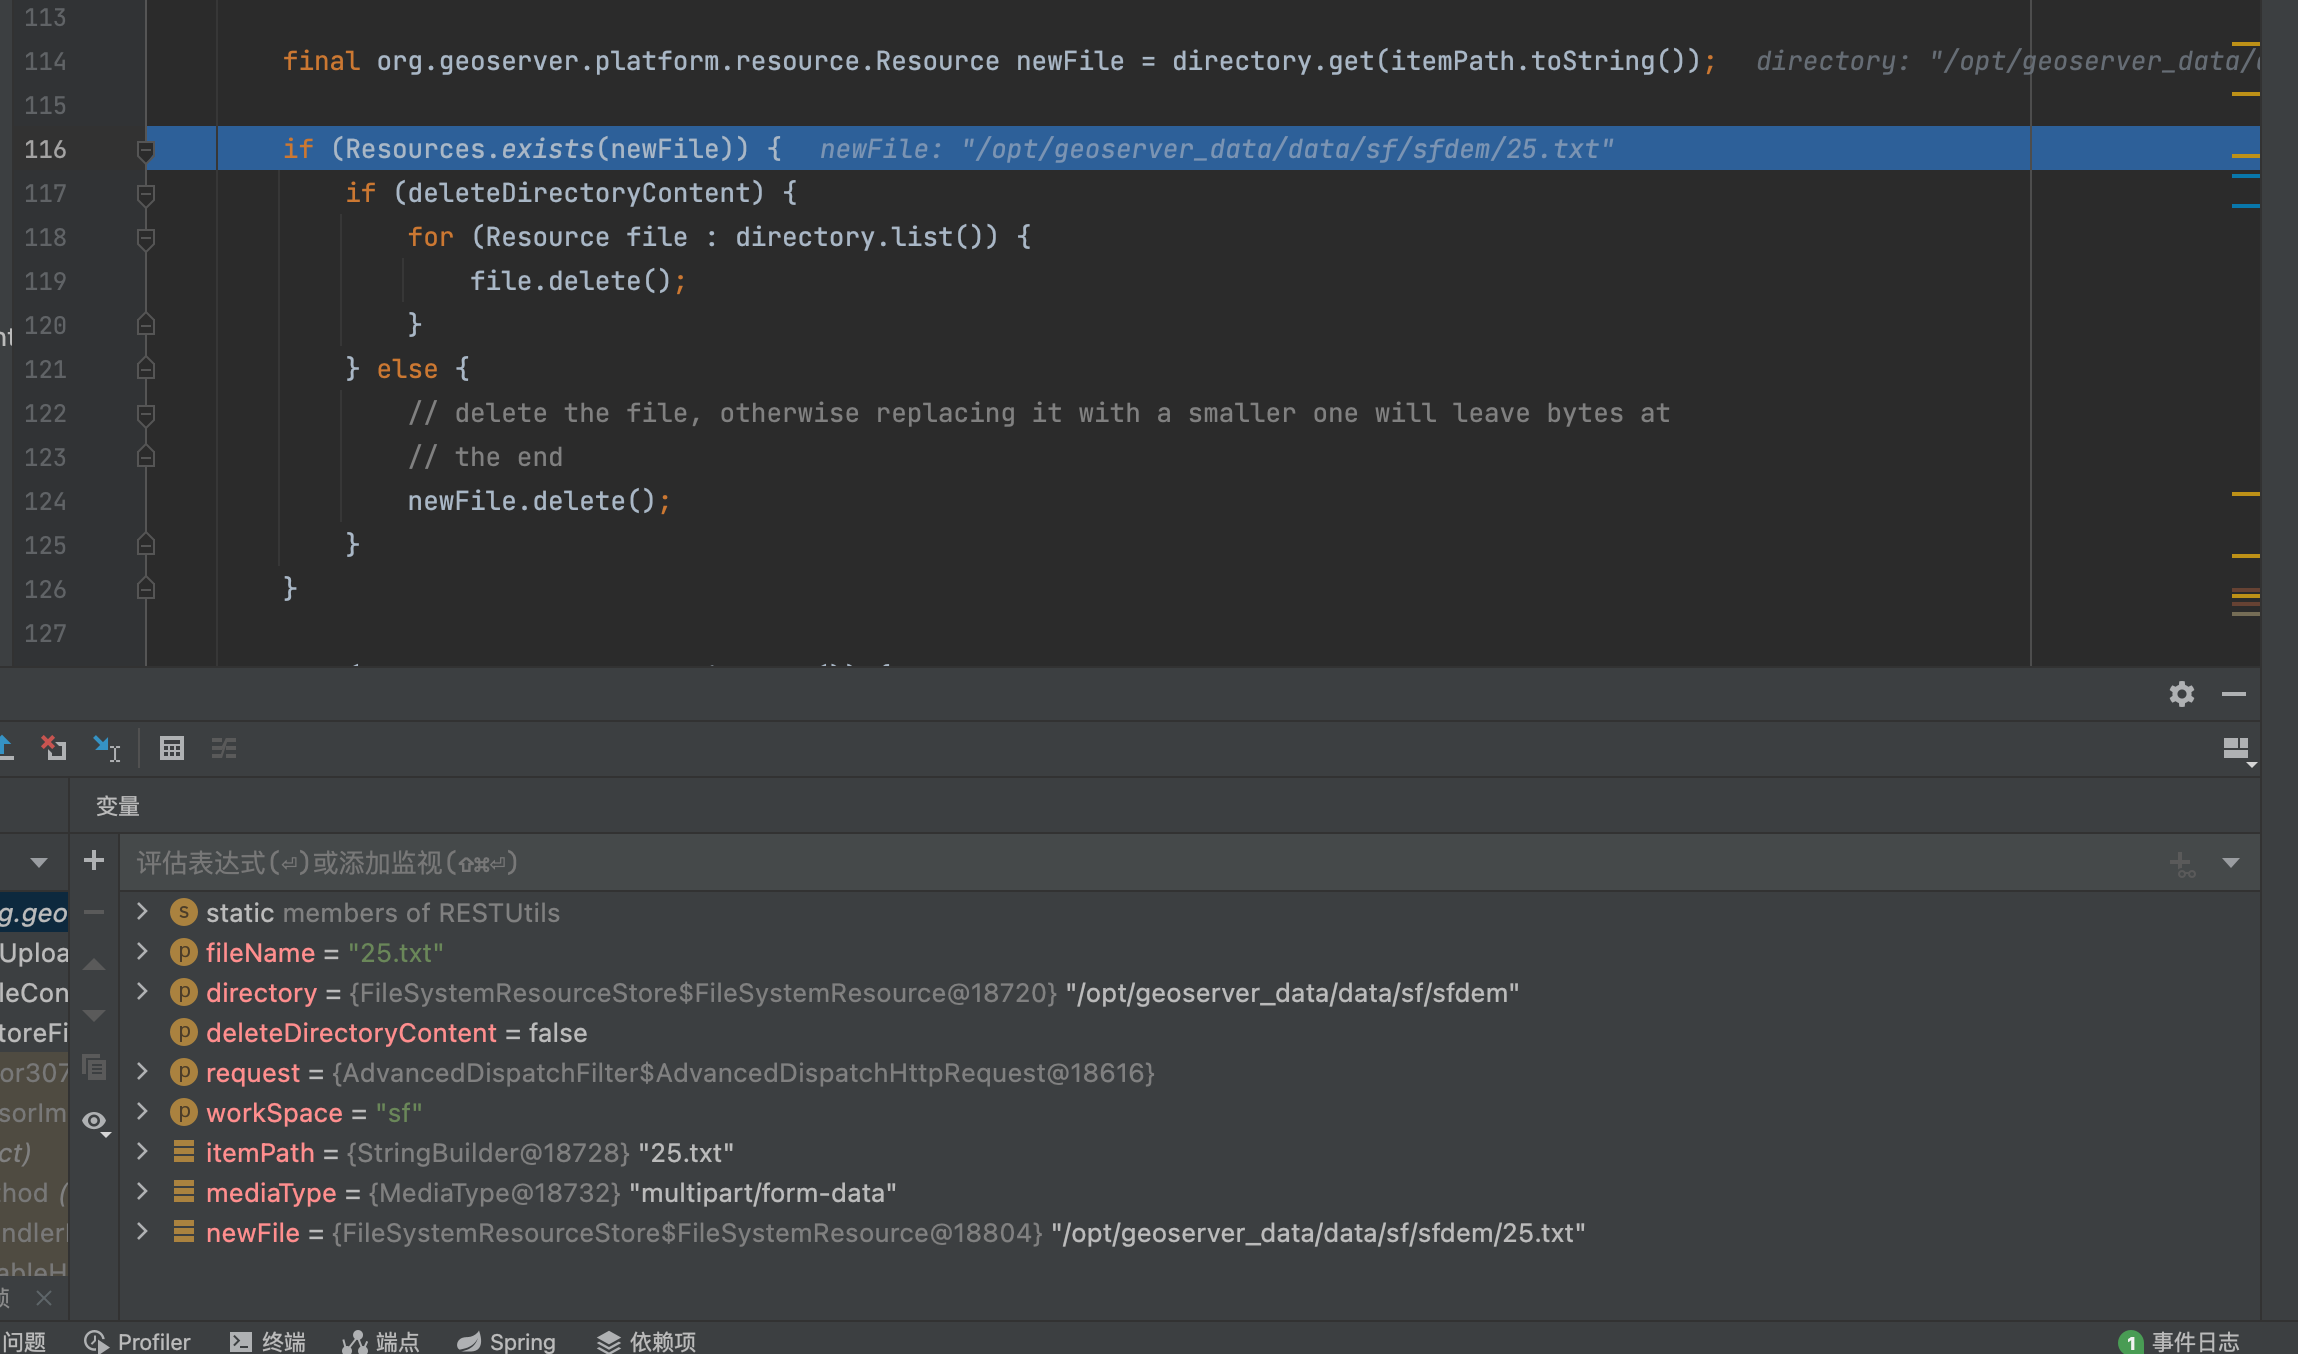 113
114 final org.geoserver.platform.resource.Resource newFile = directory.get(itemPath.toString()); directory: "/opt/geoserver_data/
115
116 if (Resources.exists(newFile)) { newFile: "/opt/geoserver_data/data/sf/sfdem/25.txt"
117 if (deleteDirectoryContent) {
118 for (Resource file : directory.list()) {
119 file.delete();
120 }
121 } else {
122 // delete the file, otherwise replacing it with a smaller one will leave bytes at
123 // the end
124 newFile.delete();
125 }
126 }
127
变量
评估表达式(⏎)或添加监视(⇧⌘⏎)
g.geo
Uploa
leCon
toreFi
or307
sorIm
ct)
thod (
ndlerI
ableH
static members of RESTUtils
fileName = "25.txt"
directory = {FileSystemResourceStore$FileSystemResource@18720} "/opt/geoserver_data/data/sf/sfdem"
deleteDirectoryContent = false
request = {AdvancedDispatchFilter$AdvancedDispatchHttpRequest@18616}
workSpace = "sf"
itemPath = {StringBuilder@18728} "25.txt"
mediaType = {MediaType@18732} "multipart/form-data"
newFile = {FileSystemResourceStore$FileSystemResource@18804} "/opt/geoserver_data/data/sf/sfdem/25.txt"
问题 Profiler 终端 端点 Spring 依赖项 1 事件日志